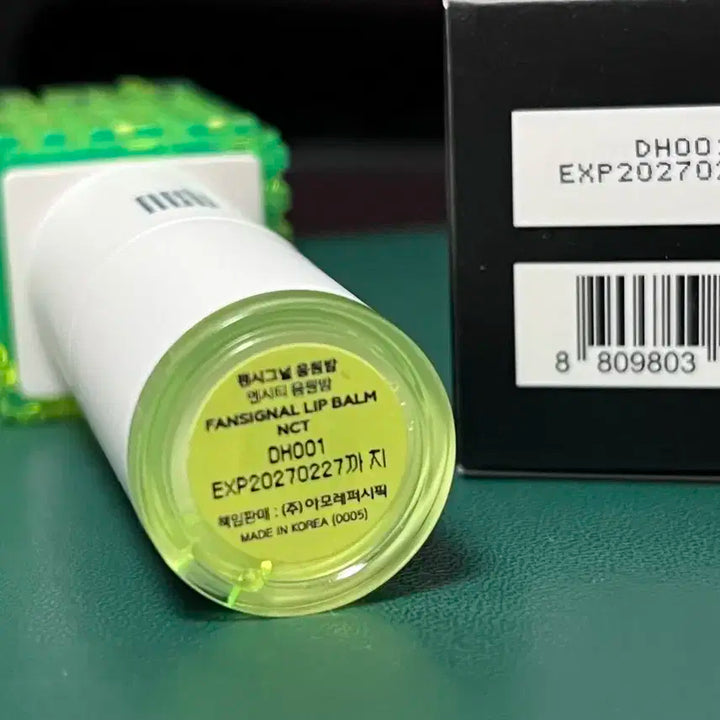 팬시그널 응원밤
엔시티 응원밤
FANSIGNAL LIP BALM
NCT
DH001
EXP20270227까지
책임판매 : (주)아모레퍼시픽
MADE IN KOREA (0005)
DH001
EXP202702
8 809803